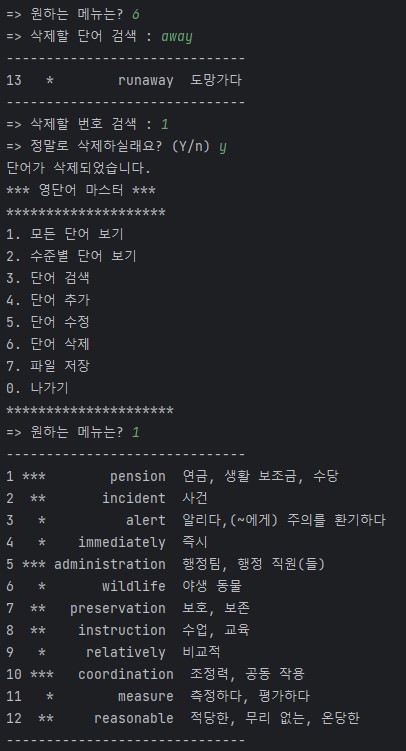 => 원하는 메뉴는? 6
=> 삭제할 단어 검색 : away
------------------------------
13   *        runaway  도망가다
------------------------------
=> 삭제할 번호 검색 : 1
=> 정말로 삭제하실래요? (Y/n) y
단어가 삭제되었습니다.
*** 영단어 마스터 ***
********************
1. 모든 단어 보기
2. 수준별 단어 보기
3. 단어 검색
4. 단어 추가
5. 단어 수정
6. 단어 삭제
7. 파일 저장
0. 나가기
*********************
=> 원하는 메뉴는? 1
------------------------------
1 ***        pension  연금, 생활 보조금, 수당
2  **       incident  사건
3   *          alert  알리다,(~에게) 주의를 환기하다
4   *    immediately  즉시
5 *** administration  행정팀, 행정 직원(들)
6   *       wildlife  야생 동물
7  **   preservation  보호, 보존
8  **    instruction  수업, 교육
9   *     relatively  비교적
10 ***   coordination  조정력, 공동 작용
11   *        measure  측정하다, 평가하다
12  **     reasonable  적당한, 무리 없는, 온당한
------------------------------